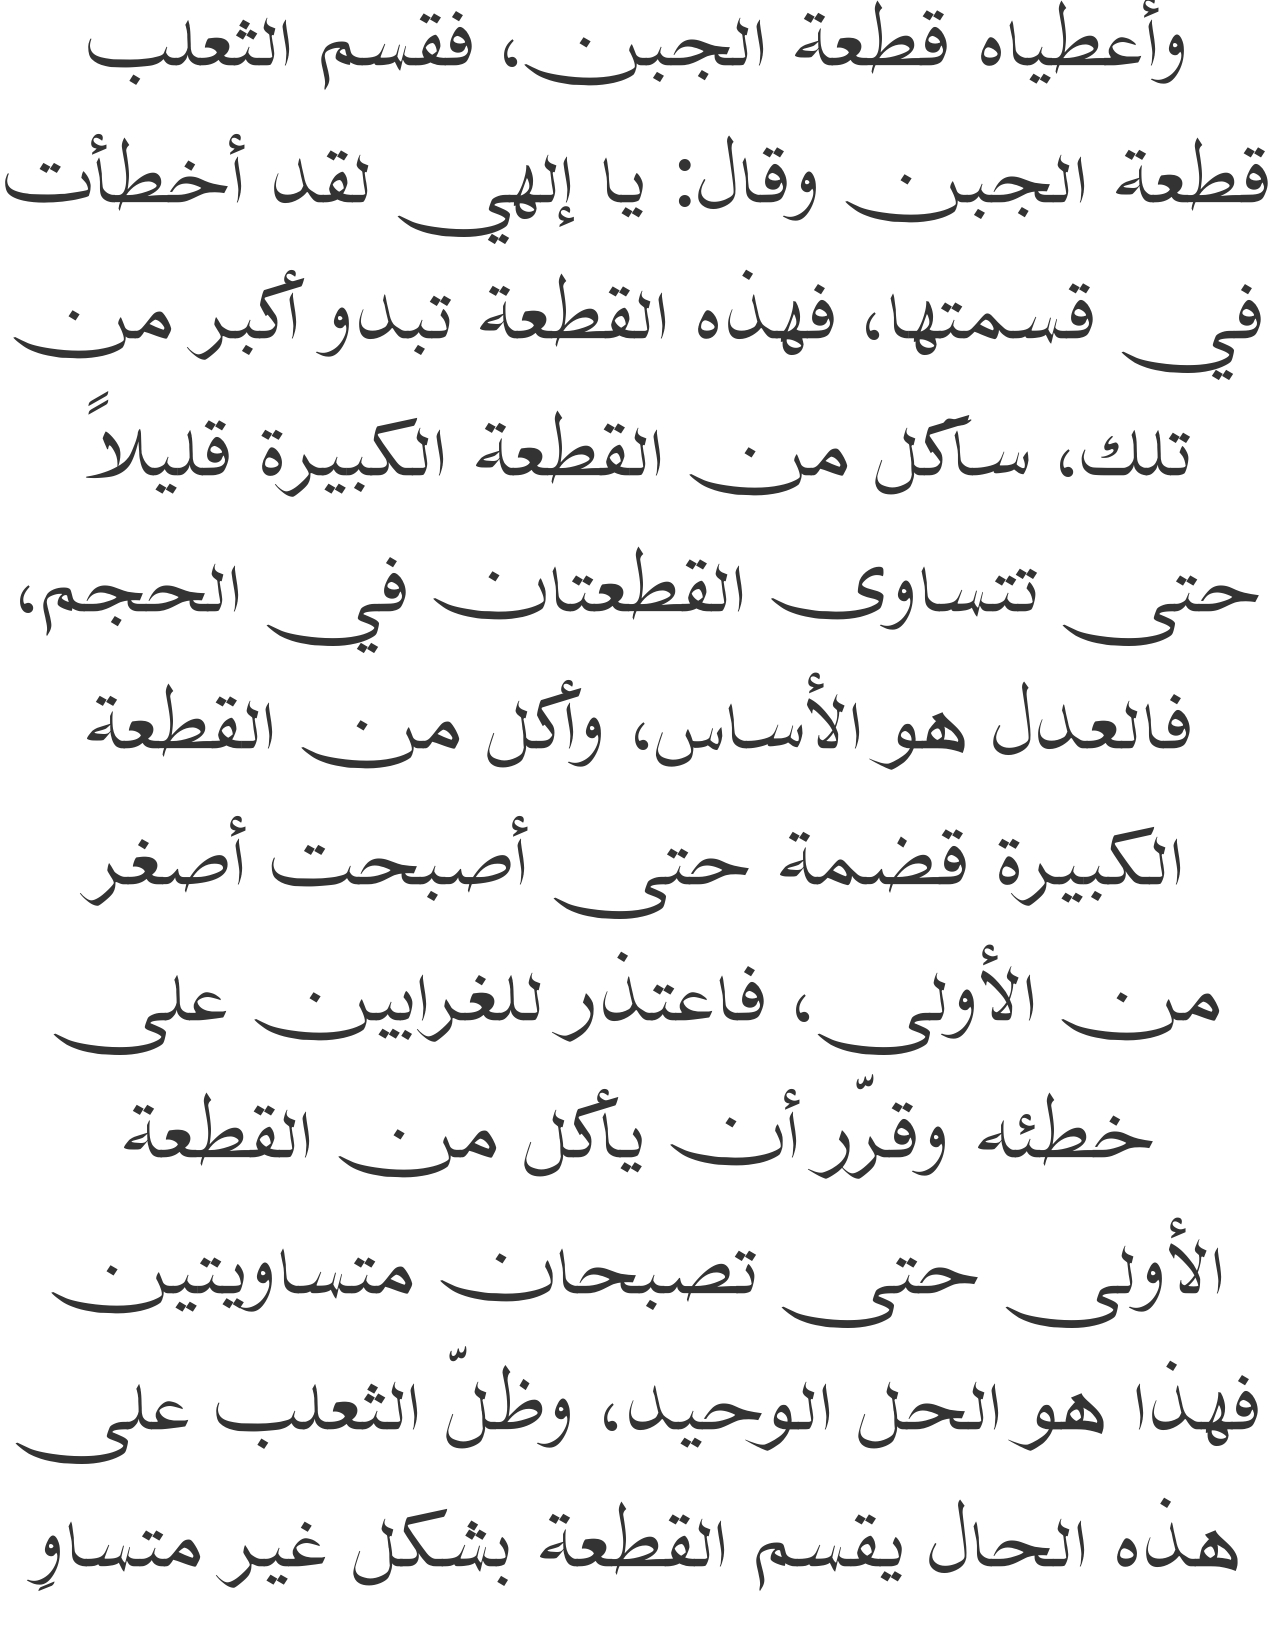 وأعطياه قطعة الجبن، فقسم الثعلب
قطعة الجبن وقال: يا إلهي لقد أخطأت
في قسمتها، فهذه القطعة تبدو أكبر من
تلك، سآكل من القطعة الكبيرة قليلاً
حتى تتساوى القطعتان في الحجم،
فالعدل هو الأساس، وأكل من القطعة
الكبيرة قضمة حتى أصبحت أصغر
من الأولى، فاعتذر للغرابين على
خطئه وقرّر أن يأكل من القطعة
الأولى حتى تصبحان متساويتين
فهذا هو الحل الوحيد، وظلّ الثعلب على
هذه الحال يقسم القطعة بشكل غير متساوٍ